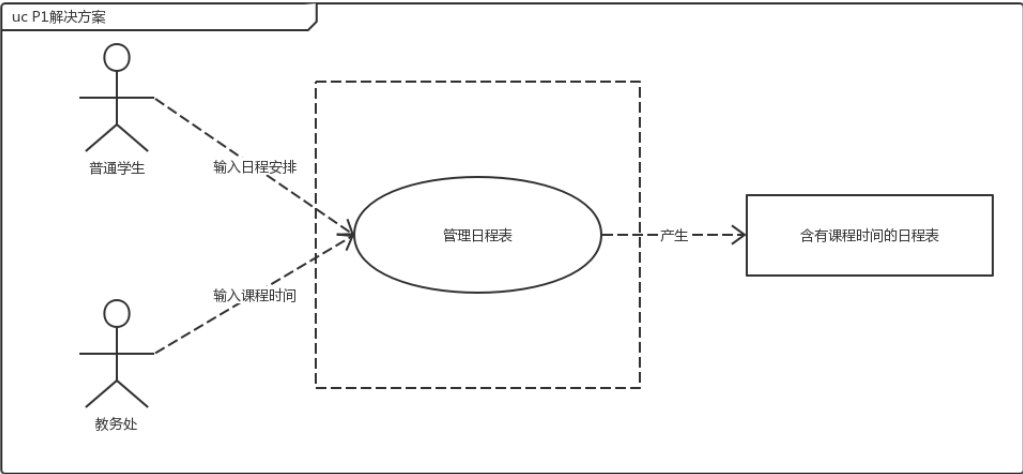 uc P1解决方案
普通学生
输入日程安排
管理日程表
产生
含有课程时间的日程表
输入课程时间
教务处